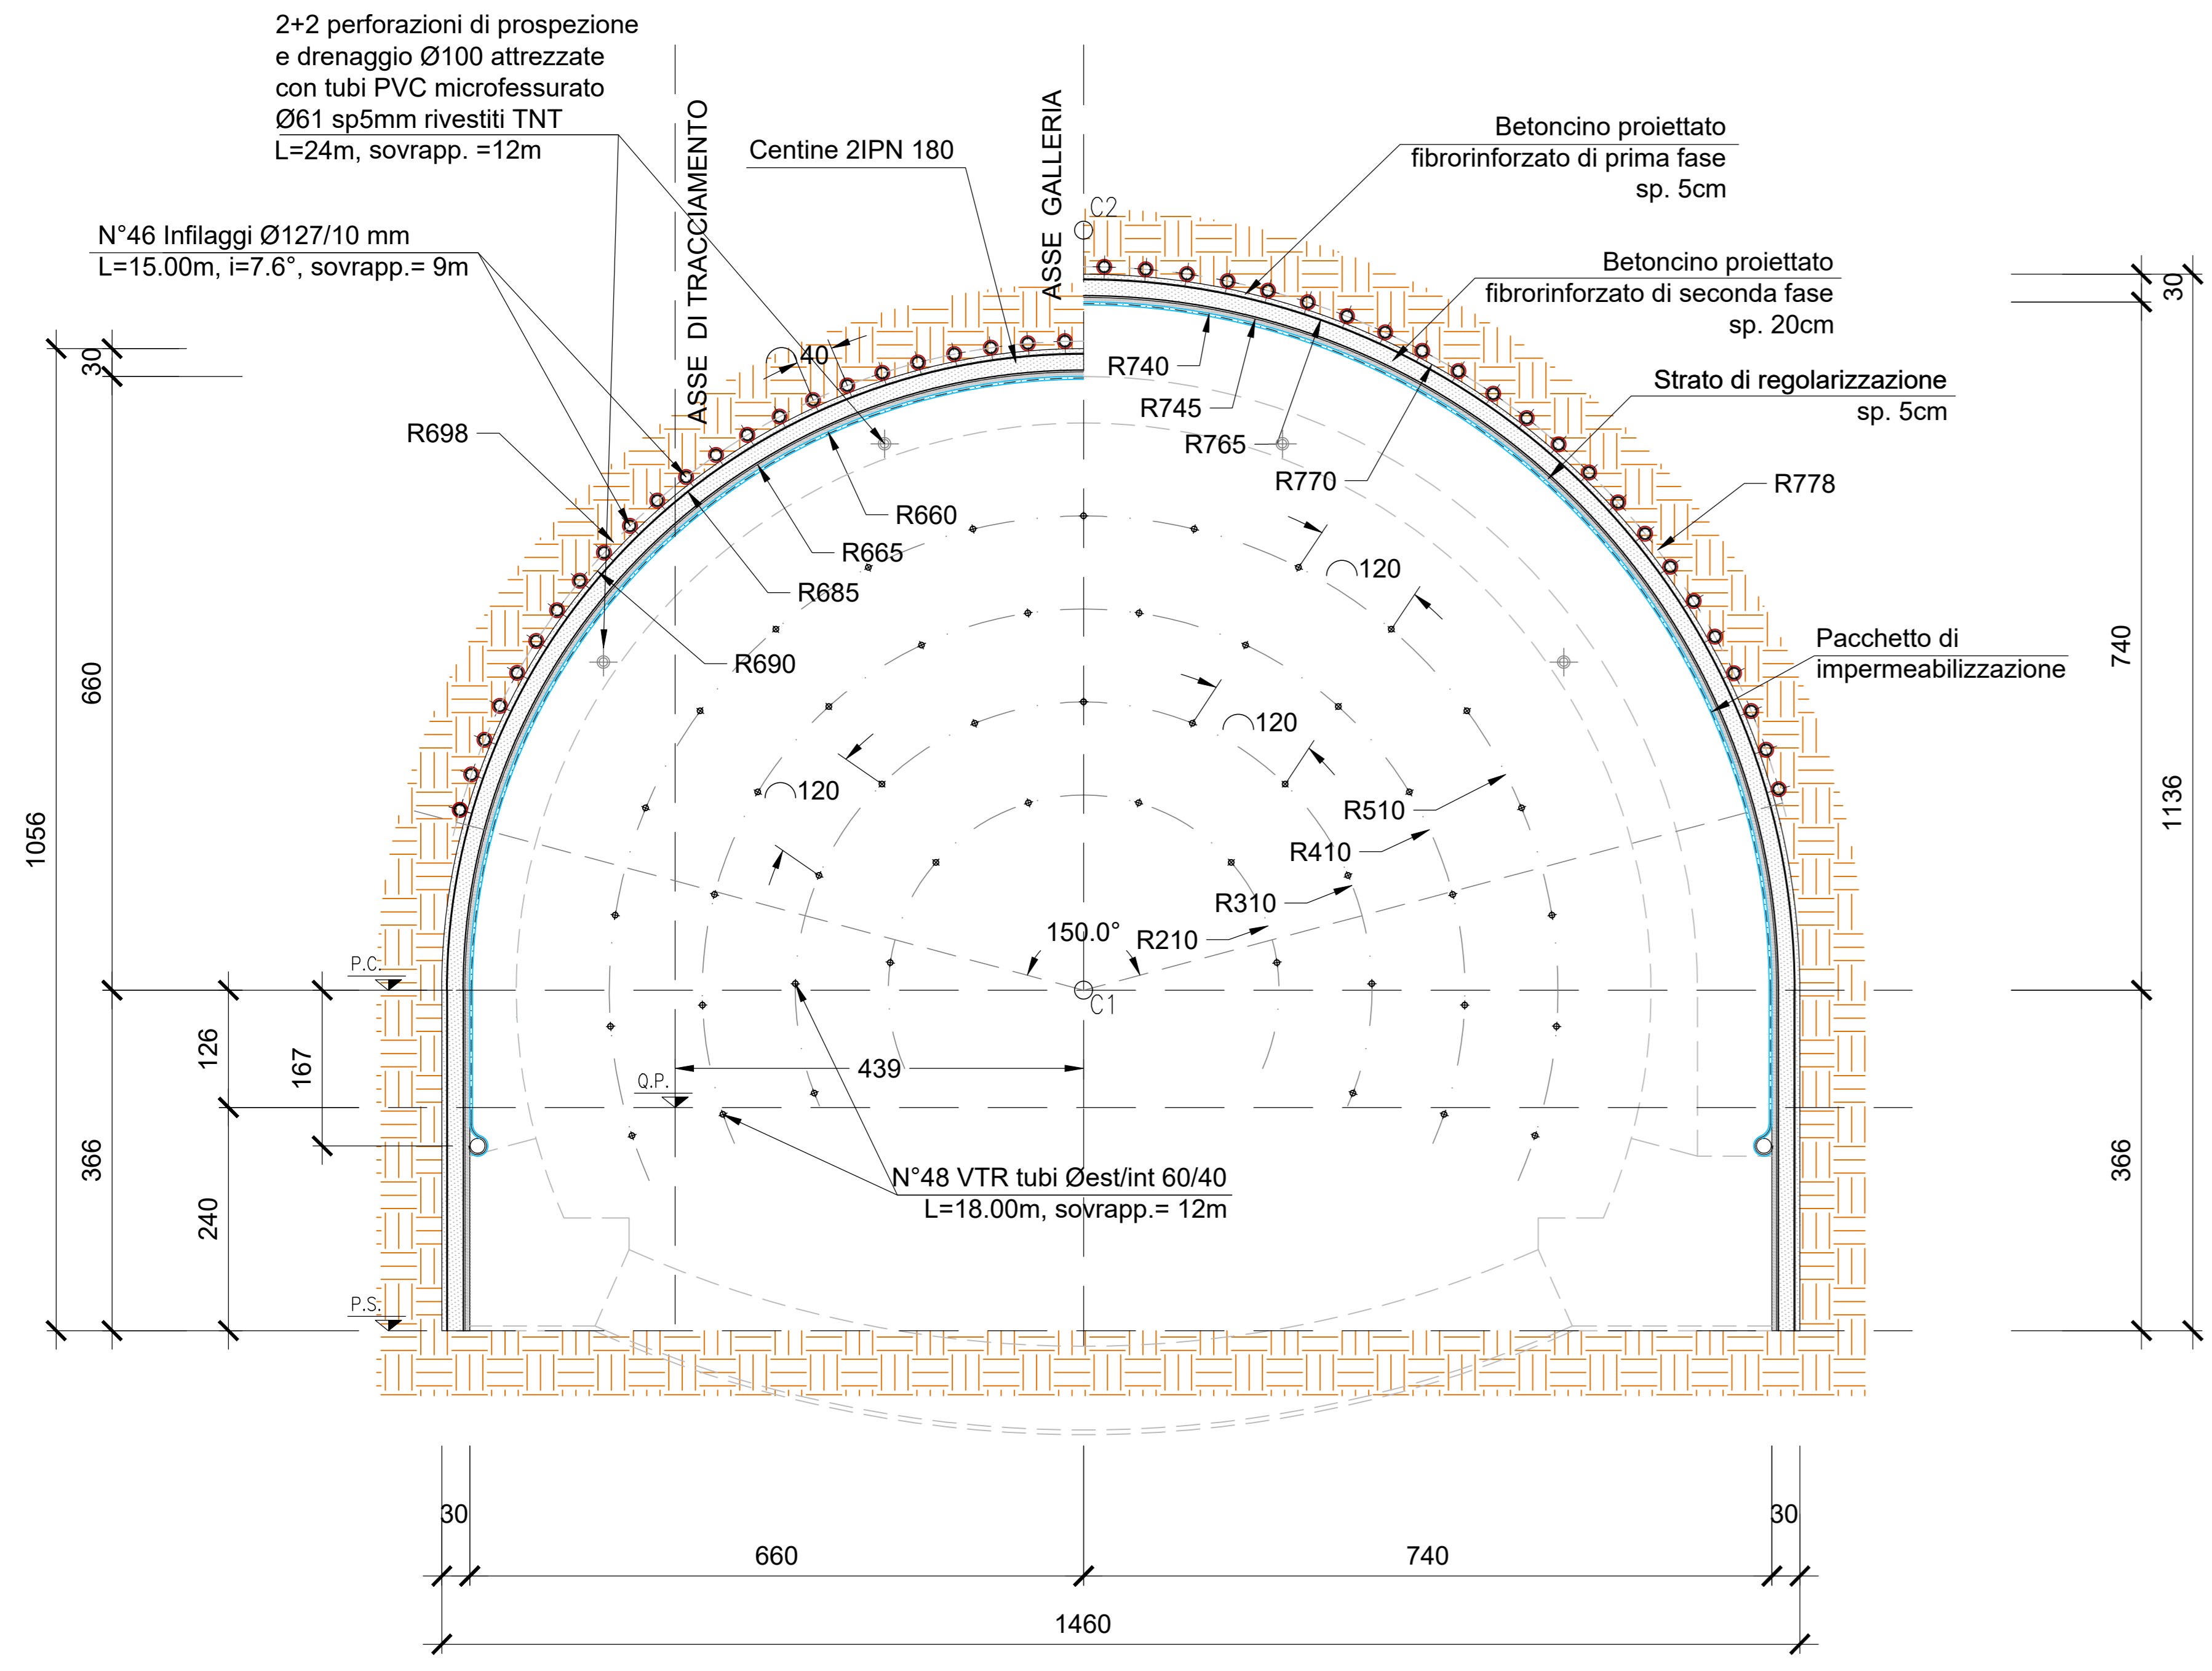 2+2 perforazioni di prospezione
e drenaggio Ø100 attrezzate
con tubi PVC microfessurato
Ø61 sp5mm rivestiti TNT
L=24m, sovrapp. =12m
ASSE DI TRACCIAMENTO
Centine 2IPN 180
ASSE GALLERIA
C2
Betoncino proiettato
fibrorinforzato di prima fase
sp. 5cm
N°46 Infilaggi Ø127/10 mm
L=15.00m, i=7.6°, sovrapp.= 9m
Betoncino proiettato
fibrorinforzato di seconda fase
sp. 20cm
30
30
40
R740
Strato di regolarizzazione
sp. 5cm
R745
R698
R765
R770
R778
R660
R665
120
R685
R690
660
740
Pacchetto di
impermeabilizzazione
120
120
R510
1056
1136
R410
R310
150.0°
R210
P.C.
C1
126
167
439
Q.P.
366
366
N°48 VTR tubi Øest/int 60/40
L=18.00m, sovrapp.= 12m
240
P.S.
30
30
660
740
1460